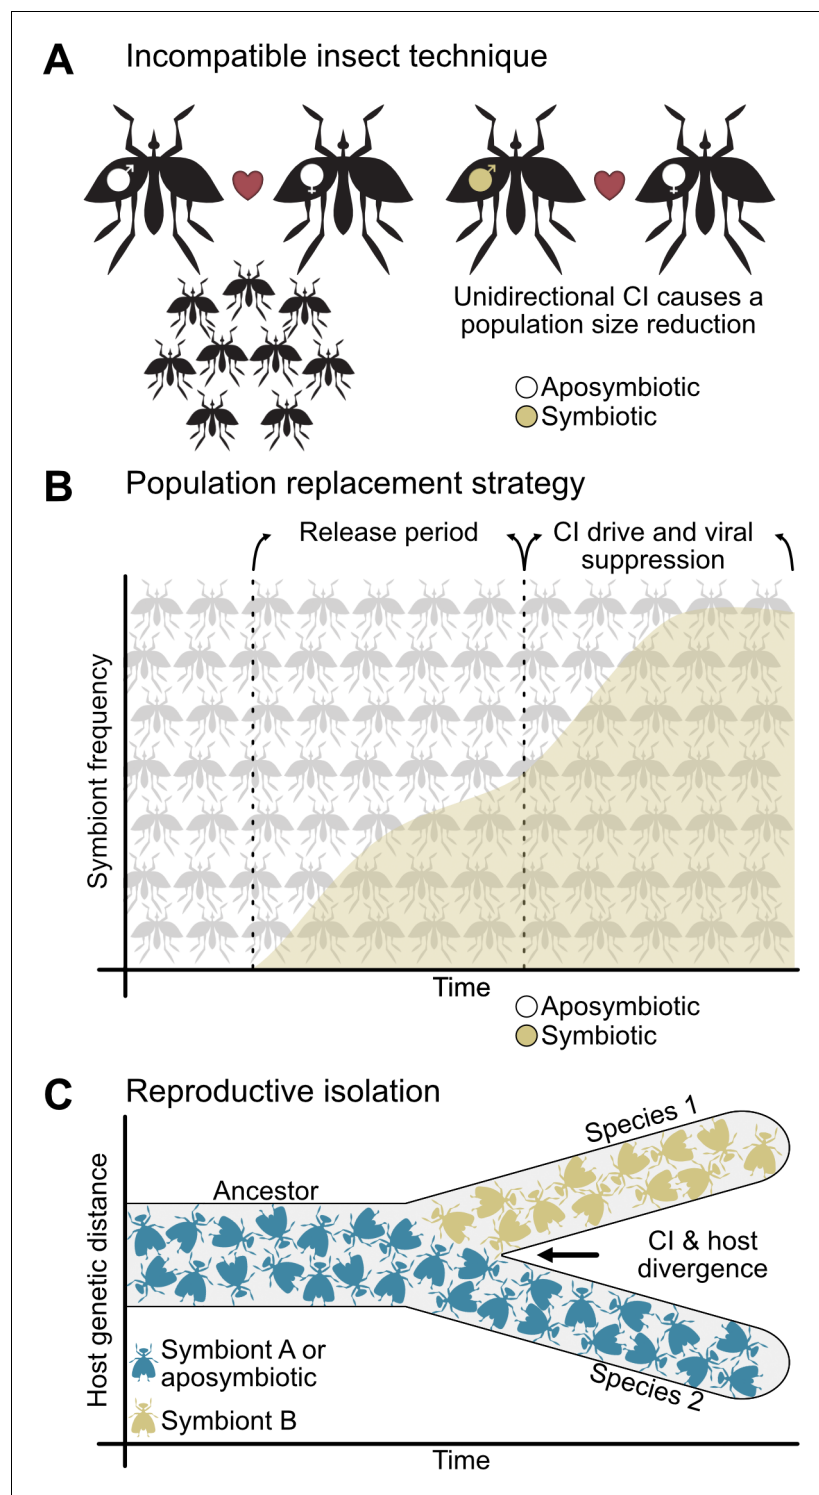 A
Incompatible insect technique
Unidirectional CI causes a
population size reduction
Aposymbiotic
Symbiotic
B
Population replacement strategy
Release period
CI drive and viral
suppression
Symbiont frequency
Time
Aposymbiotic
Symbiotic
C
Reproductive isolation
Host genetic distance
Ancestor
Species 1
CI & host
divergence
Symbiont A or
aposymbiotic
Symbiont B
Species 2
Time